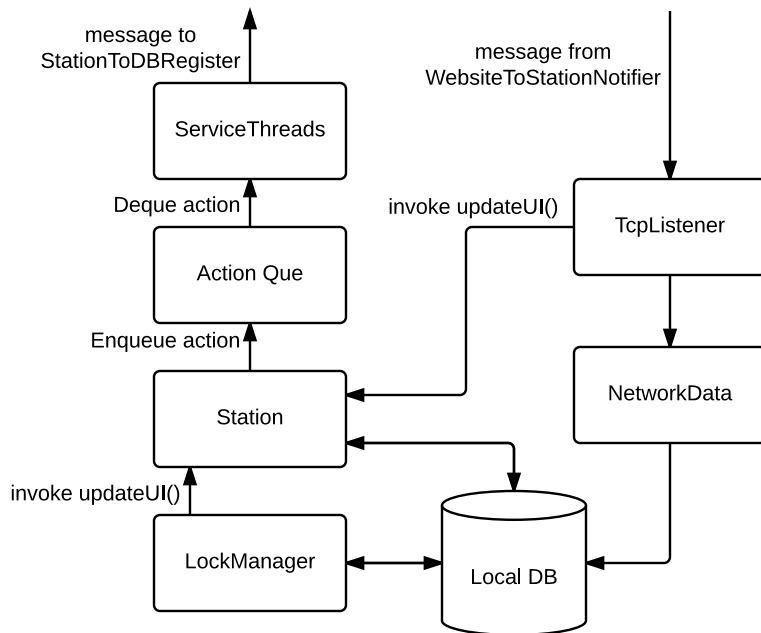 message to
StationToDBRegister
message from
WebsiteToStationNotifier
ServiceThreads
Deque action
invoke updateUI()
TcpListener
Action Que
Enqueue action
Station
NetworkData
invoke updateUI()
LockManager
Local DB